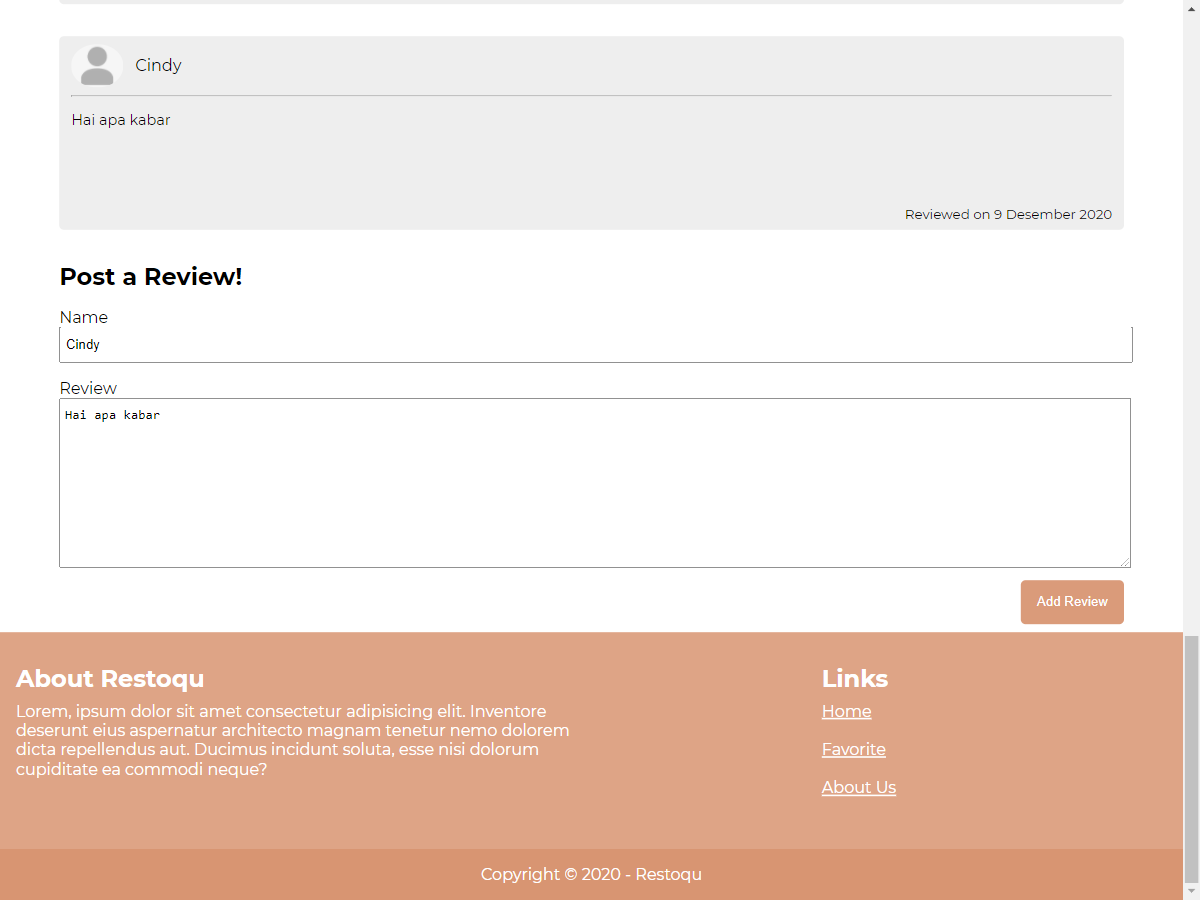 Cindy
Hai apa kabar
Reviewed on 9 Desember 2020
Post a Review!
Name
Cindy
Review
Hai apa kabar
Add Review
About Restoqu
Lorem, ipsum dolor sit amet consectetur adipisicing elit. Inventore
deserunt eius aspernatur architecto magnam tenetur nemo dolorem
dicta repellendus aut. Ducimus incidunt soluta, esse nisi dolorum
cupiditate ea commodi neque?
Links
Home
Favorite
About Us
Copyright © 2020 - Restoqu